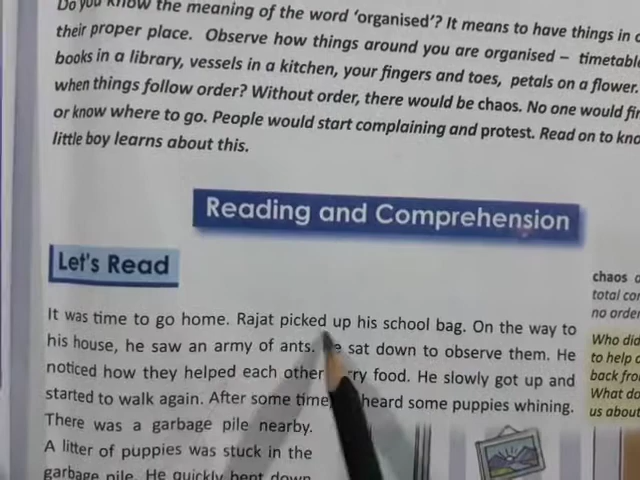 Do you know the meaning of the word 'organised'? It means to have things in
their proper place. Observe how things around you are organised –
books in a library, vessels in a kitchen, your fingers and toes, petals on a flower.
when things follow order? Without order, there would be chaos. No one would
or know where to go. People would start complaining and protest. Read on to
little boy learns about this.
Reading and Comprehension
Let's Read
It was time to go home. Rajat picked up his school bag. On the way to
his house, he saw an army of ants. sat down to observe them. He
noticed how they helped each other food. He slowly got up and
started to walk again. After some time, heard some puppies whining.
There was a garbage pile nearby.
A litter of puppies was stuck in the
garbage pile. He quickly bent down
chaos
total
no
Who did
to help
back
What
us about